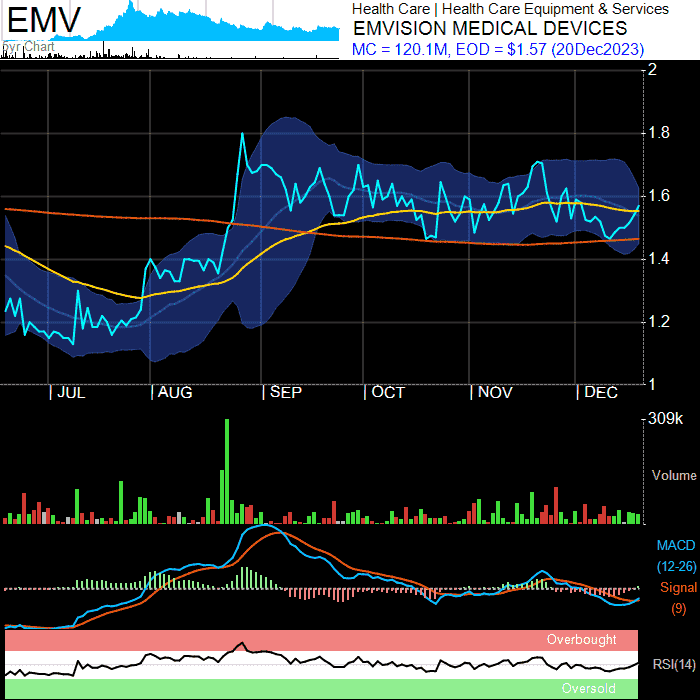 EMV
5yr Chart
Health Care | Health Care Equipment & Services
EMVISION MEDICAL DEVICES
MC = 120.1M, EOD = $1.57 (20Dec2023)
2
1.8
1.6
1.4
1.2
1
| JUL | AUG | SEP | OCT | NOV | DEC
309k
Volume
MACD
(12-26)
Signal
(9)
Overbought
RSI(14)
Oversold